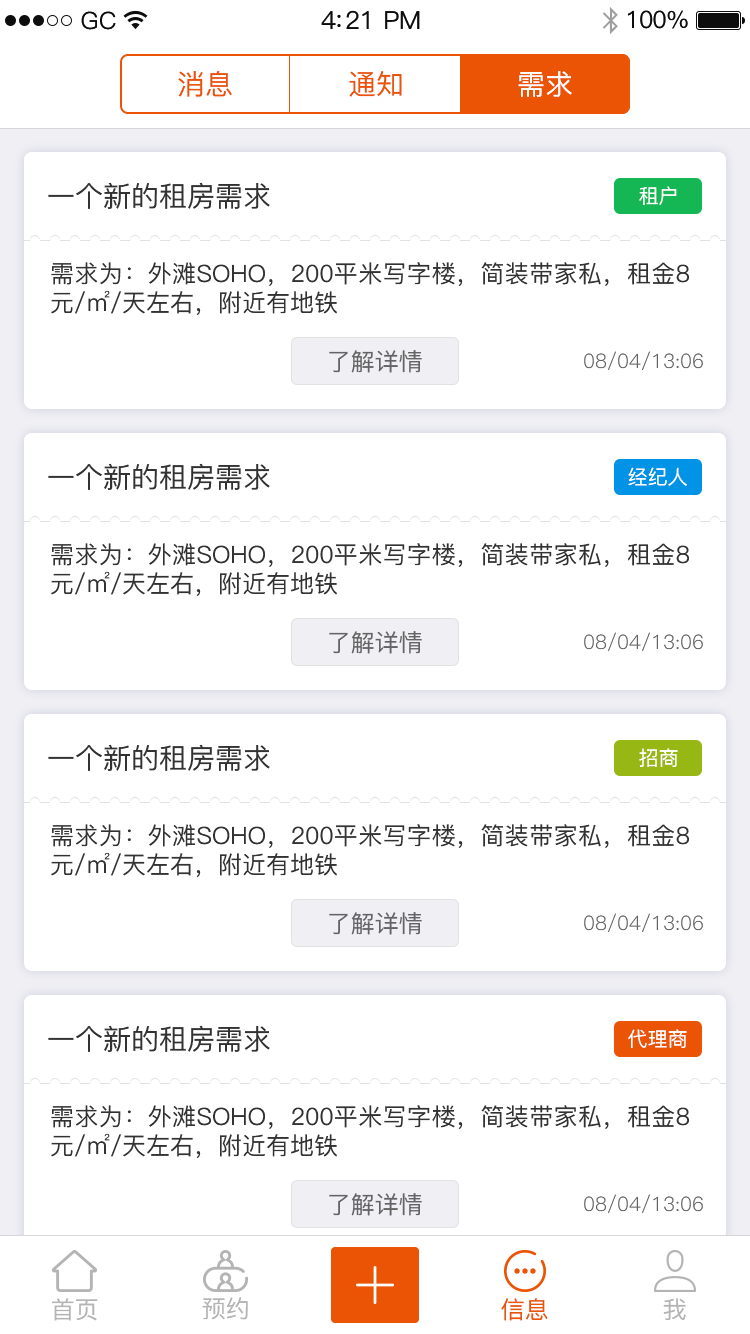 GC 4:21 PM 100%
消息 通知 需求
一个新的租房需求 租户
需求为：外滩SOHO，200平米写字楼，简装带家私，租金8
元/㎡/天左右，附近有地铁
了解详情 08/04/13:06
一个新的租房需求 经纪人
需求为：外滩SOHO，200平米写字楼，简装带家私，租金8
元/㎡/天左右，附近有地铁
了解详情 08/04/13:06
一个新的租房需求 招商
需求为：外滩SOHO，200平米写字楼，简装带家私，租金8
元/㎡/天左右，附近有地铁
了解详情 08/04/13:06
一个新的租房需求 代理商
需求为：外滩SOHO，200平米写字楼，简装带家私，租金8
元/㎡/天左右，附近有地铁
了解详情 08/04/13:06
首页 预约 信息 我